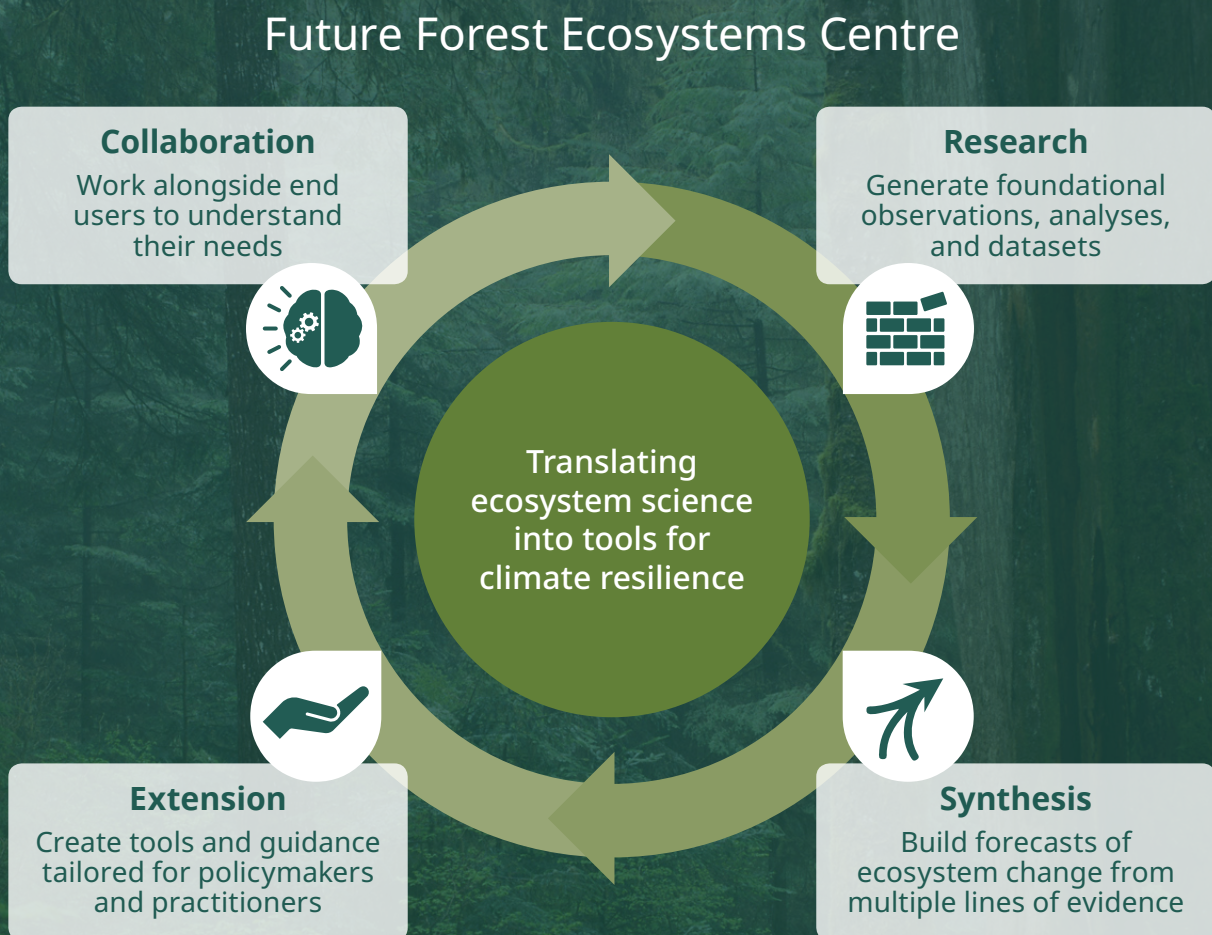 Future Forest Ecosystems Centre
Collaboration
Work alongside end
users to understand
their needs
Research
Generate foundational
observations, analyses,
and datasets
Translating
ecosystem science
into tools for
climate resilience
Extension
Create tools and guidance
tailored for policymakers
and practitioners
Synthesis
Build forecasts of
ecosystem change from
multiple lines of evidence